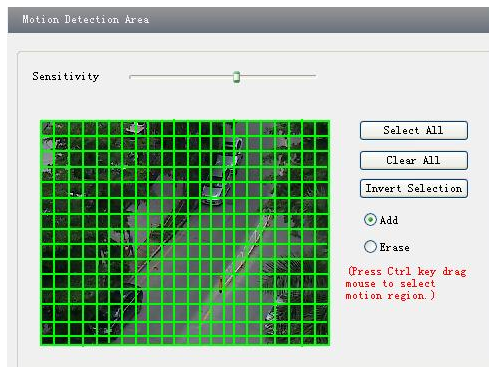 Motion Detection Area
Sensitivity
Select All
Clear All
Invert Selection
Add
Erase
(Press Ctrl key drag
mouse to select
motion region.)